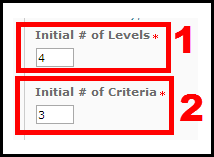 Initial # of Levels * 1
4
Initial # of Criteria *
3 2